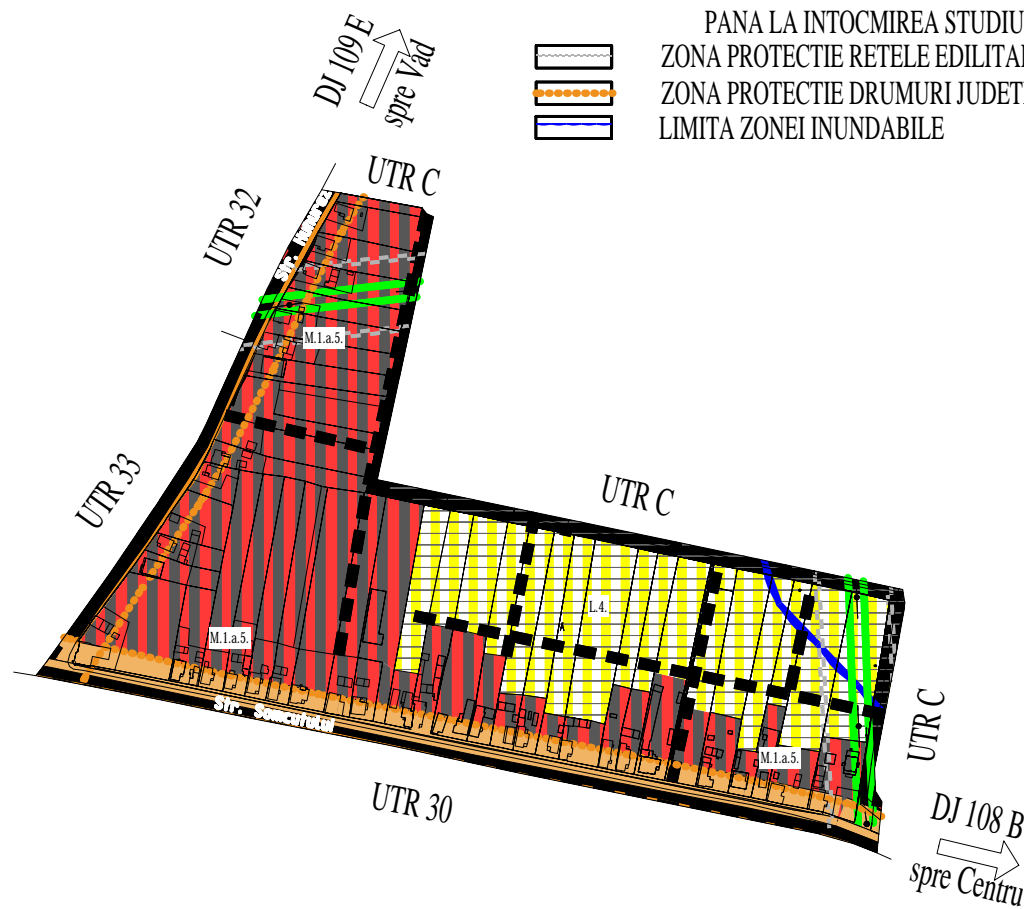 PANA LA INTOCMIREA STUDIU
ZONA PROTECTIE RETELE EDILITA
ZONA PROTECTIE DRUMURI JUDET
LIMITA ZONEI INUNDABILE
DJ 109 E
spre Vad
UTR C
UTR 32
Str.
M.1.a.5.
UTR 33
UTR C
L.4.
A
M.1.a.5.
Str. Somcutului
M.1.a.5.
UTR C
UTR 30
DJ 108 B
spre Centru